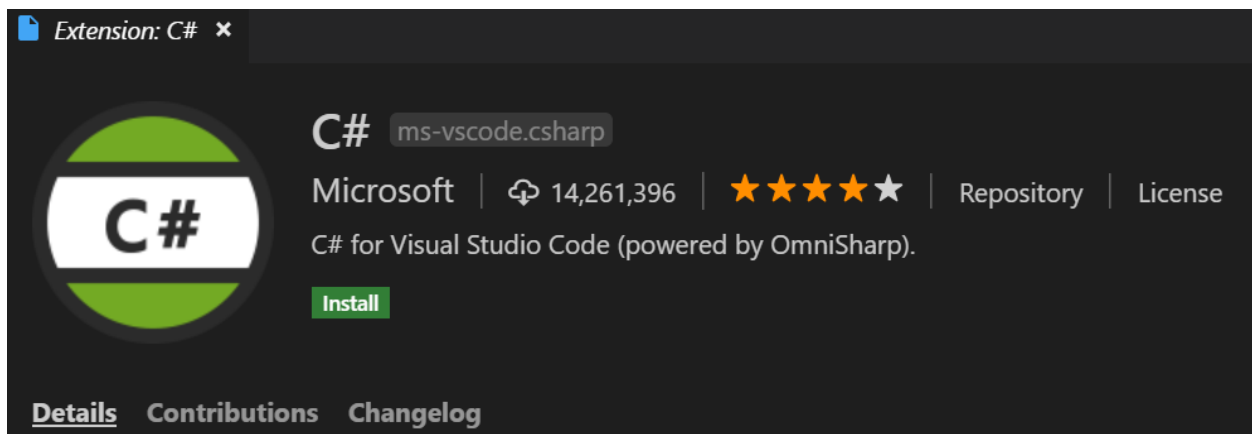 Extension: C#
C# ms-vscode.csharp
Microsoft 14,261,396 Repository License
C#
C# for Visual Studio Code (powered by OmniSharp).
Install
Details Contributions Changelog